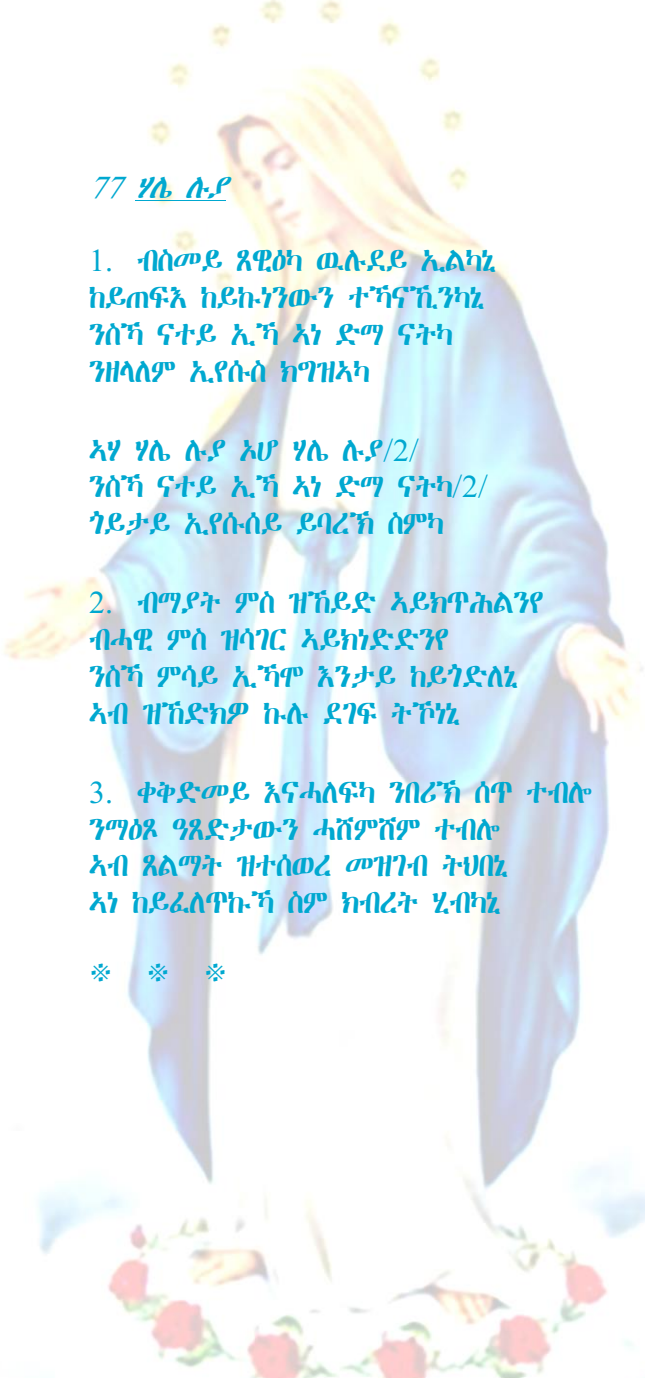 77 ሃሌ ሉያ
1. ብስመይ ጸዊዕካ ዉሉደይ ኢልካኒ
ከይጠፍእ ከይኩነንውን ተኻናኺንካኒ
ንስኻ ናተይ ኢኻ ኣነ ድማ ናትካ
ንዘላለም ኢየሱስ ክግዝኣካ
ኣሃ ሃሌ ሉያ ኦሆ ሃሌ ሉያ/2/
ንስኻ ናተይ ኢኻ ኣነ ድማ ናትካ/2/
ጎይታይ ኢየሱሰይ ይባረኽ ስምካ
2. ብማያት ምስ ዝኸይድ ኣይክጥሕልንየ
ብሓዊ ምስ ዝሳገር ኣይክነድድንየ
ንስኻ ምሳይ ኢኻሞ እንታይ ከይጎድለኒ
ኣብ ዝኸድክዎ ኩሉ ደገፍ ትኾነኒ
3. ቀቅድመይ እናሓለፍካ ንበሪኽ ሰጥ ተብሎ
ንማዕጾ ዓጸድታውን ሓሸምሸም ተብሎ
ኣብ ጸልማት ዝተሰወረ መዝገብ ትህበኒ
ኣነ ከይፈለጥኩኻ ስም ክብረት ሂብካኒ
※ ※ ※